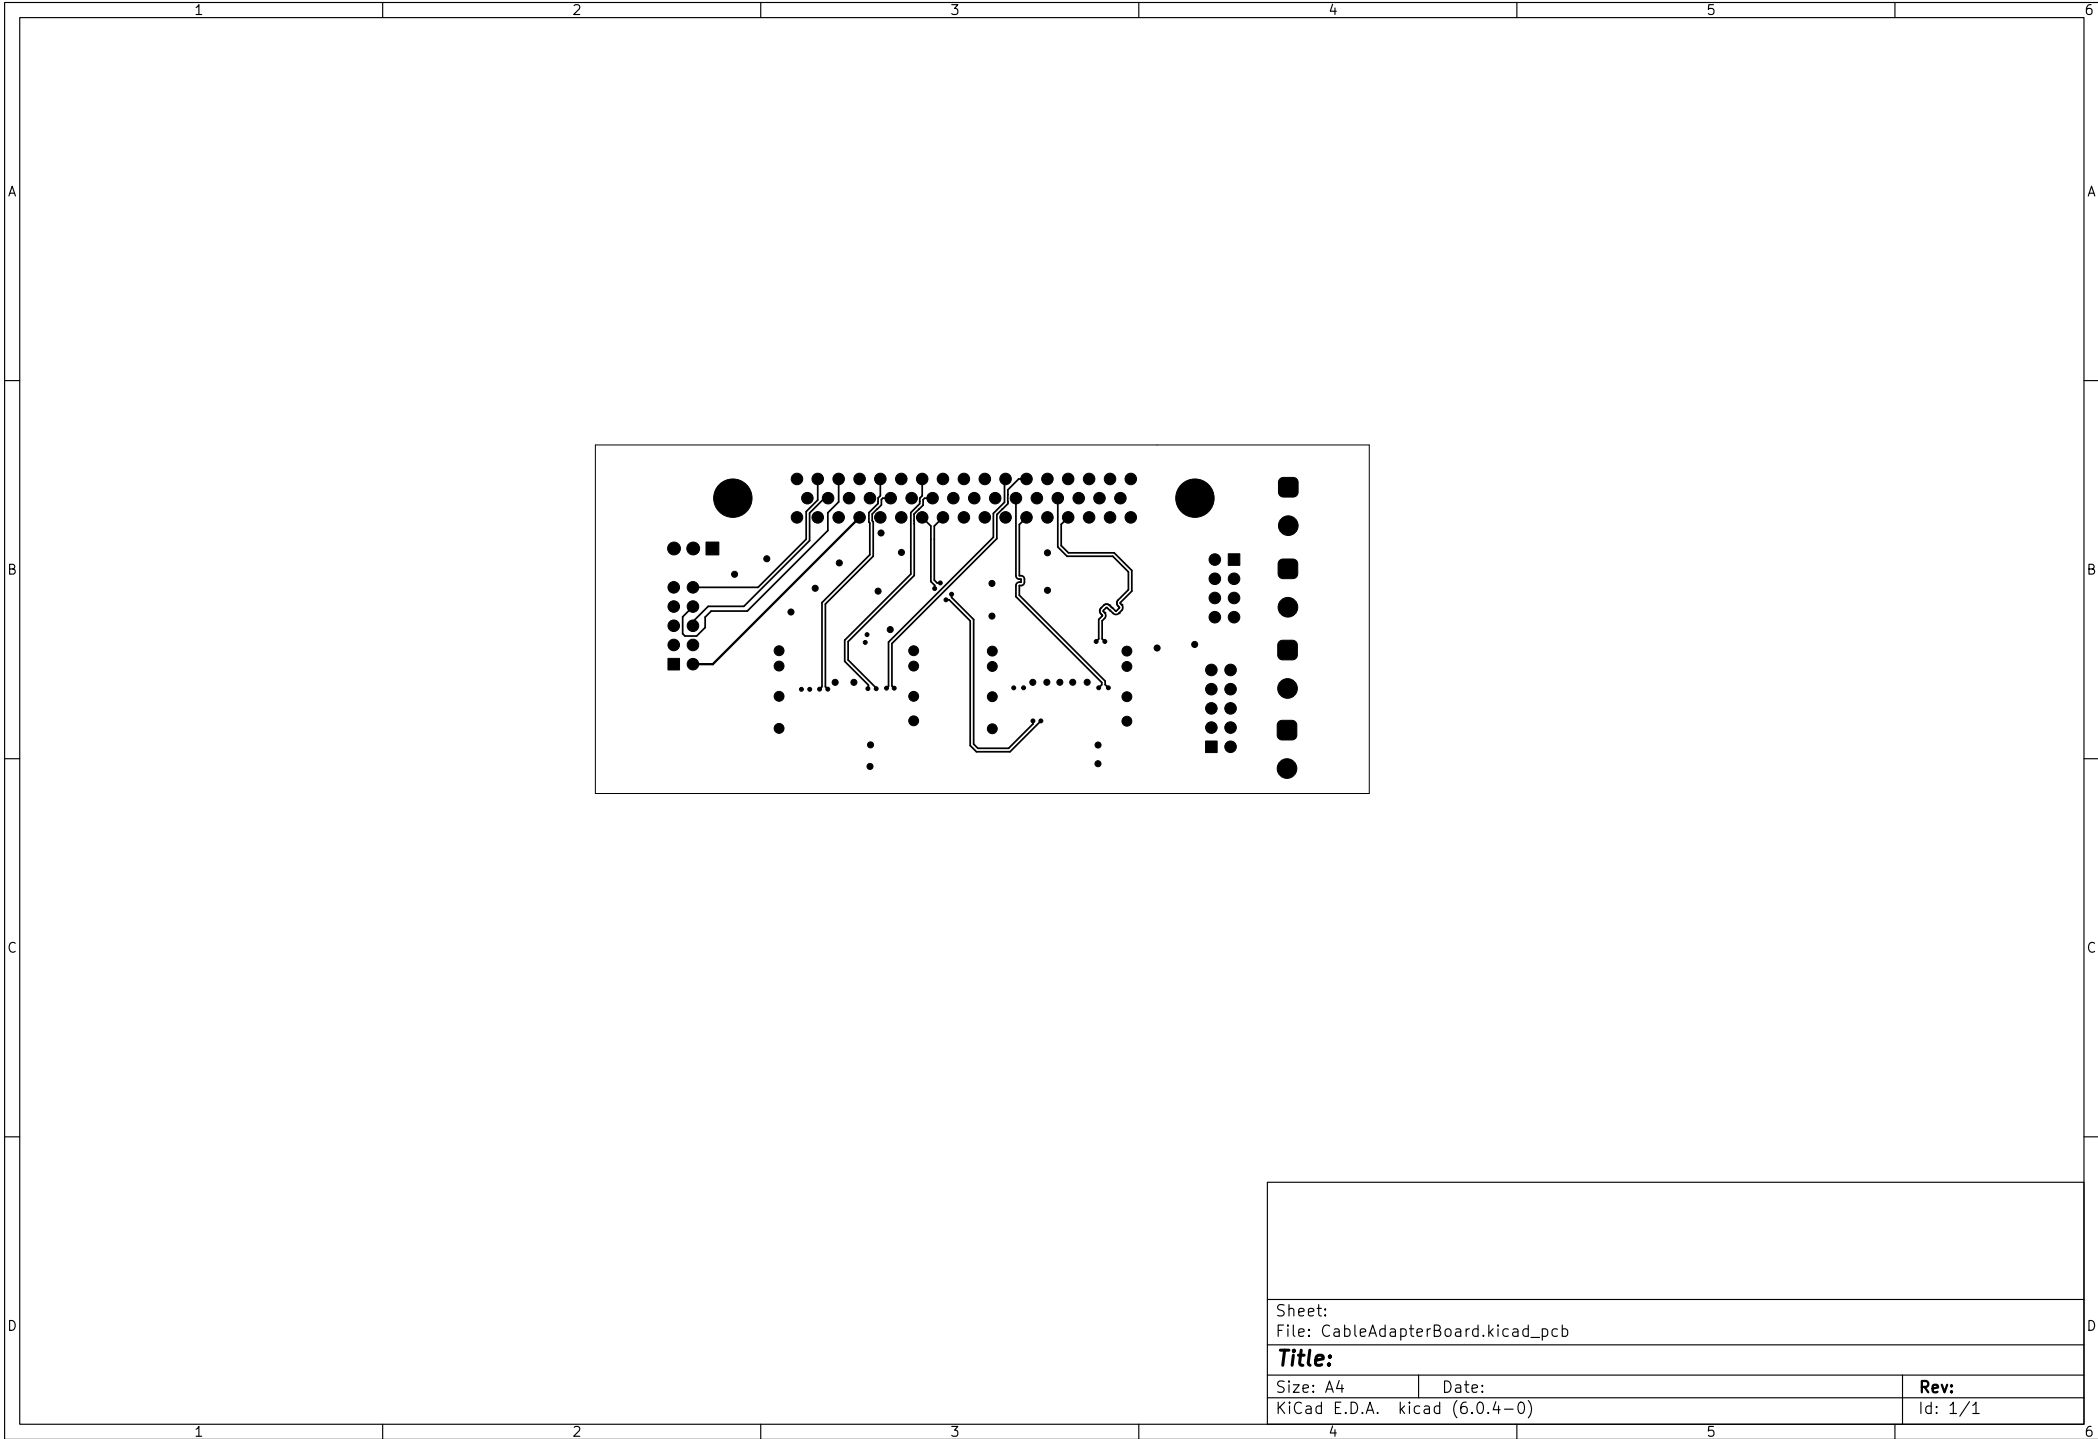 1 2 3 4 5 6
A A
B B
C C
D D
Sheet:
File: CableAdapterBoard.kicad_pcb
Title:
Size: A4 Date: Rev:
KiCad E.D.A. kicad (6.0.4-0) Id: 1/1
1 2 3 4 5 6